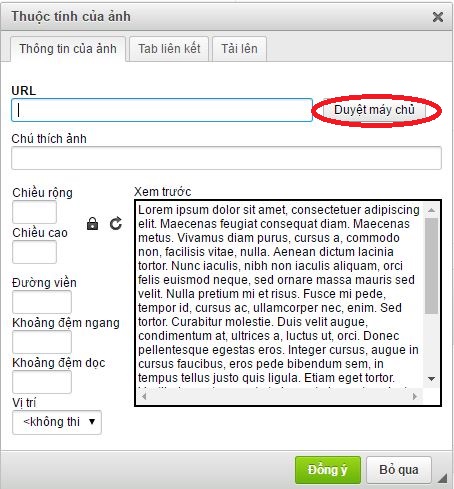 Thuộc tính của ảnh
Thông tin của ảnh
Tab liên kết
Tải lên
URL
Duyệt máy chủ
Chú thích ảnh
Chiều rộng
Chiều cao
Đường viền
Khoảng đệm ngang
Khoảng đệm dọc
Vị trí
<không thi
Xem trước
Lorem ipsum dolor sit amet, consectetuer adipiscing
elit. Maecenas feugiat consequat diam. Maecenas
metus. Vivamus diam purus, cursus a, commodo
non, facilisis vitae, nulla. Aenean dictum lacinia
tortor. Nunc iaculis, nibh non iaculis aliquam, orci
felis euismod neque, sed ornare massa mauris sed
velit. Nulla pretium mi et risus. Fusce mi pede,
tempor id, cursus ac, ullamcorper nec, enim. Sed
tortor. Curabitur molestie. Duis velit augue,
condimentum at, ultrices a, luctus ut, orci. Donec
pellentesque egestas eros. Integer cursus, augue in
cursus faucibus, eros pede bibendum sem, in
tempus tellus justo quis ligula. Etiam eget tortor.
Đồng ý
Bỏ qua